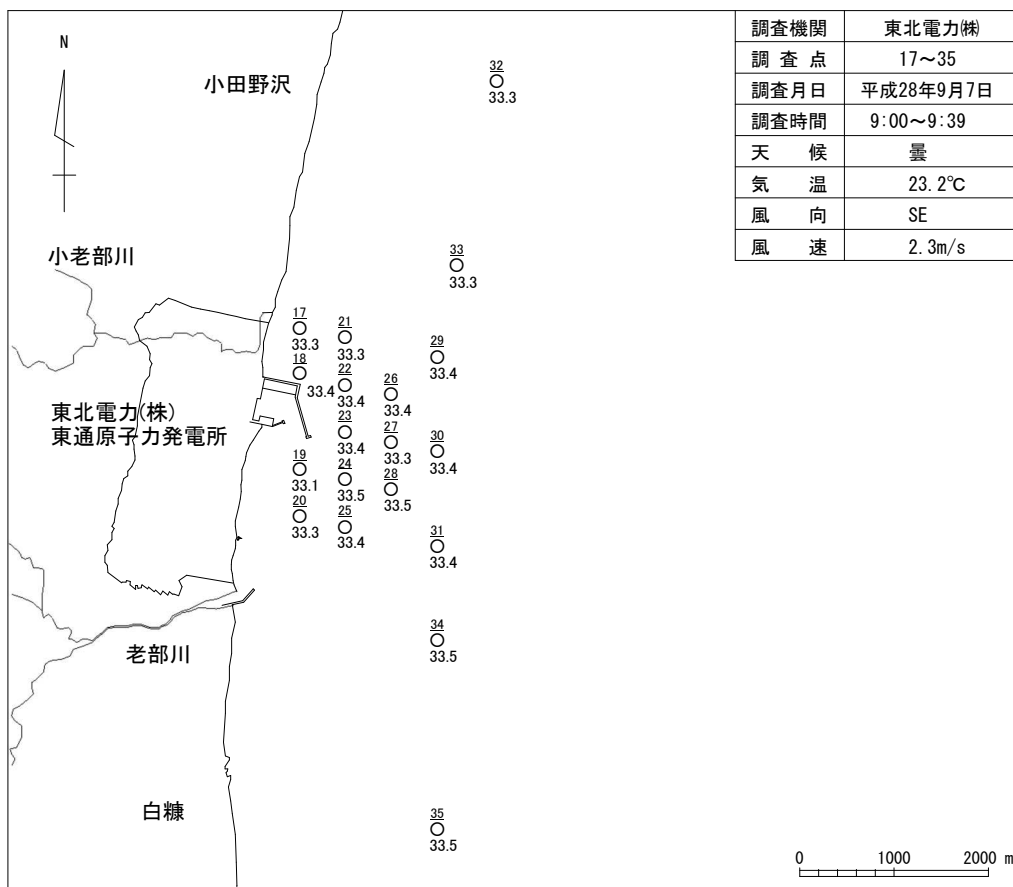 調査機関 東北電力㈱
調査点 17～35
調査月日 平成28年9月7日
調査時間 9:00～9:39
天候 曇
気温 23.2℃
風向 SE
風速 2.3m/s
N
小田野沢
32
33.3
小老部川
33
33.3
17
33.3
21
33.3
18
33.4
29
33.4
22
33.4
26
33.4
東北電力(株)
東通原子力発電所
23
33.4
27
33.3
30
33.4
19
33.1
24
33.5
28
33.5
20
33.3
25
33.4
31
33.4
34
33.5
老部川
白糠
35
33.5
0 1000 2000 m